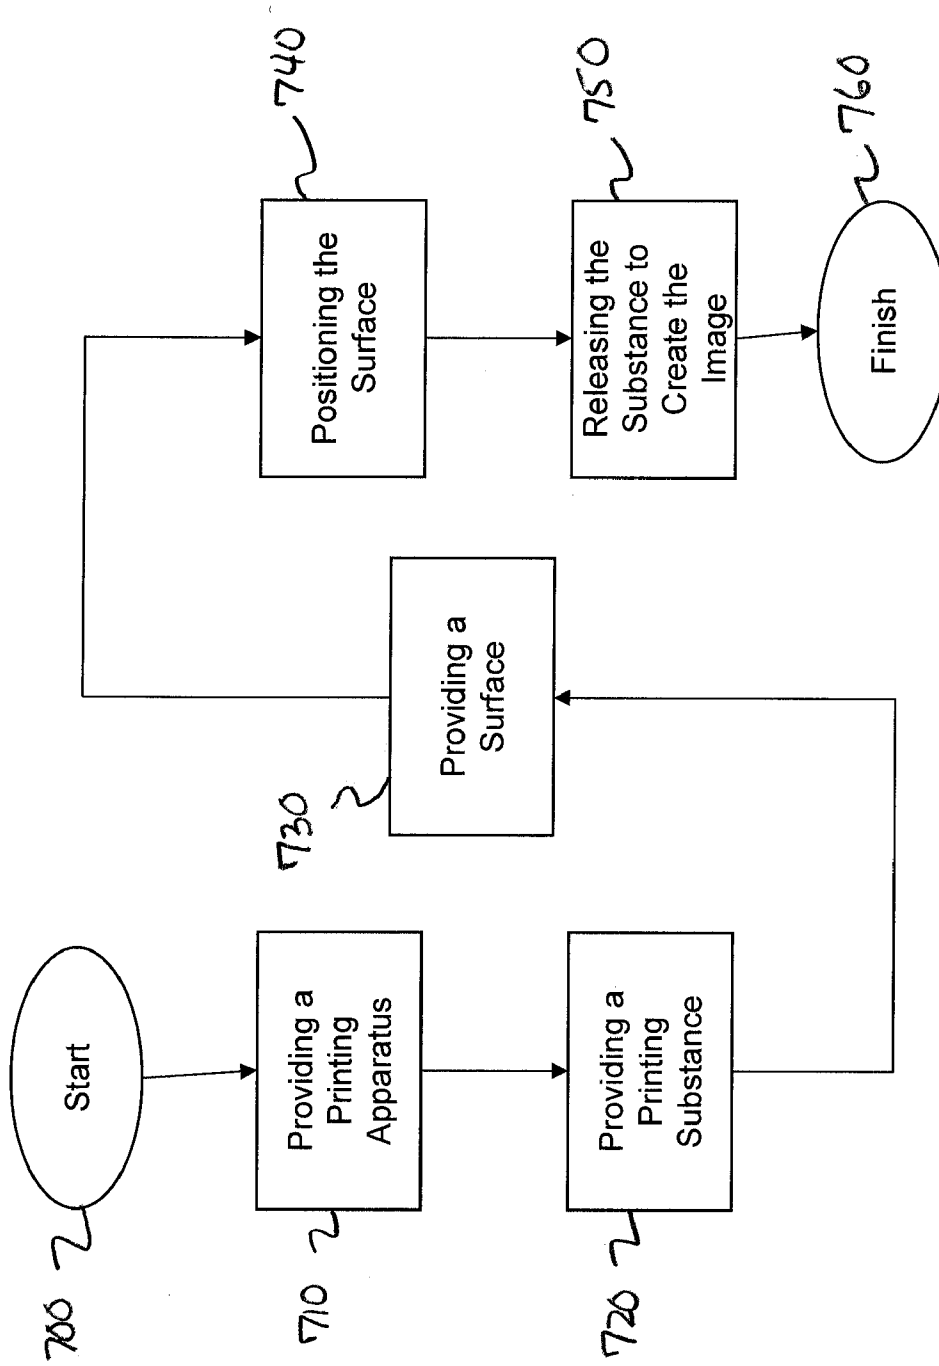 700
Start
710
Providing a
Printing
Apparatus
720
Providing a
Printing
Substance
730
Providing a
Surface
740
Positioning the
Surface
750
Releasing the
Substance to
Create the
Image
760
Finish